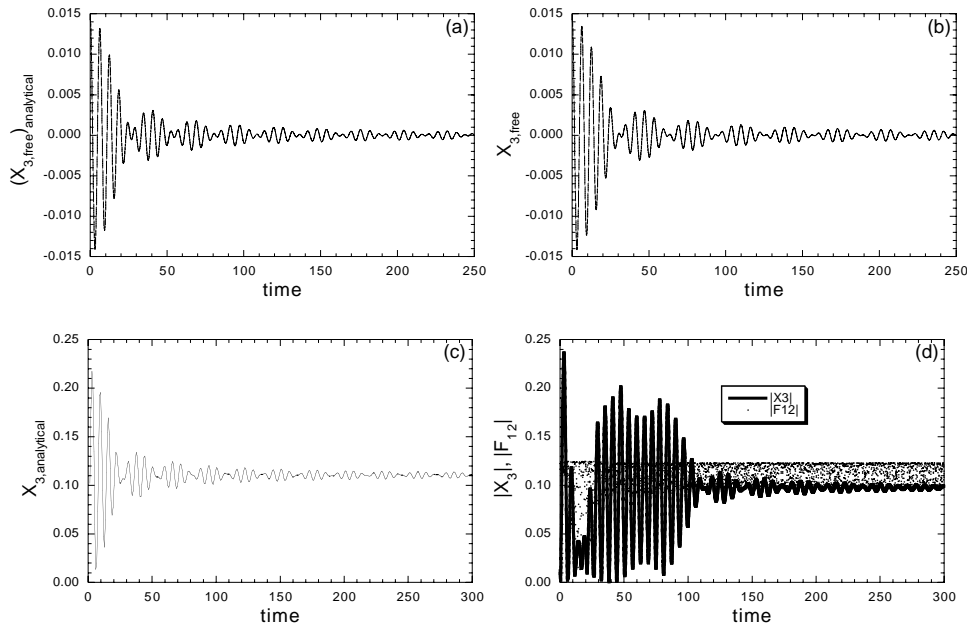 (a)
(X3,free)analytical
0.015
0.010
0.005
0.000
-0.005
-0.010
-0.015
0 50 100 150 200 250
time
(b)
X3,free
0.015
0.010
0.005
0.000
-0.005
-0.010
-0.015
0 50 100 150 200 250
time
(c)
X3,analytical
0.25
0.20
0.15
0.10
0.05
0.00
0 50 100 150 200 250 300
time
(d)
|X3|, |F12|
0.25
0.20
0.15
0.10
0.05
0.00
|X3|
|F12|
0 50 100 150 200 250 300
time